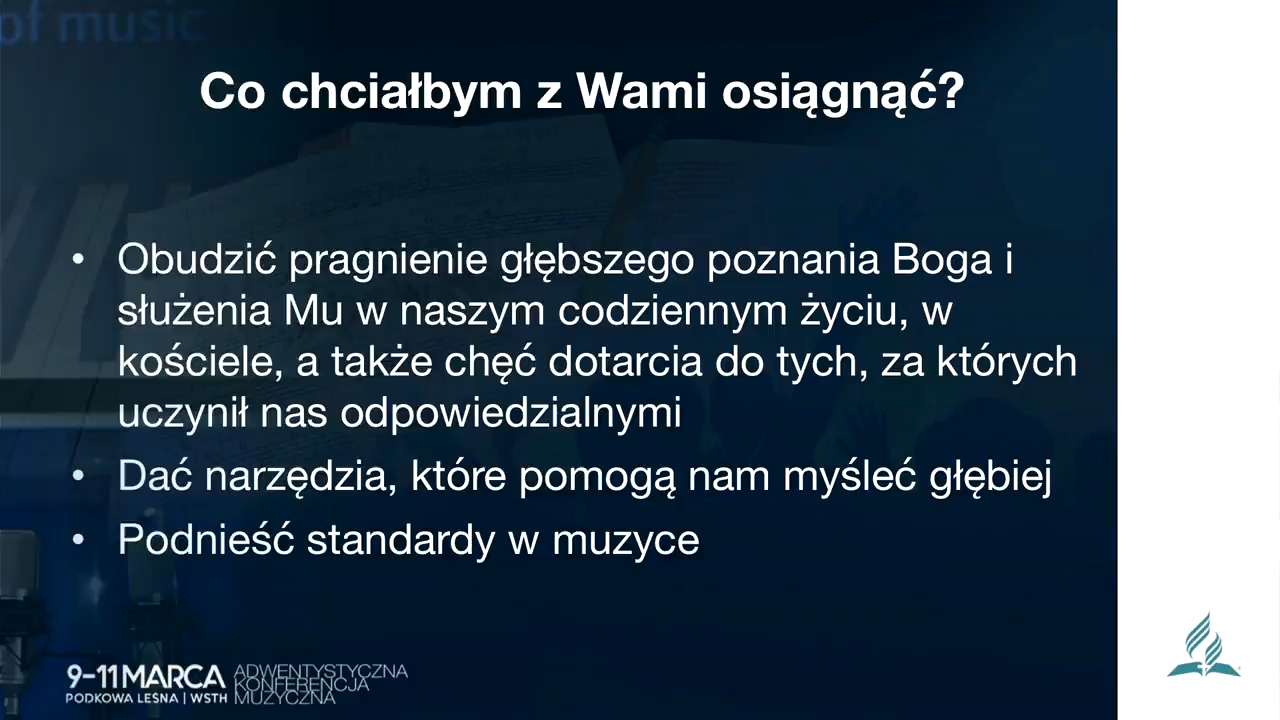 of music
Co chciałbym z Wami osiągnąć?
• Obudzić pragnienie głębszego poznania Boga i
służenia Mu w naszym codziennym życiu, w
kościele, a także chęć dotarcia do tych, za których
uczynił nas odpowiedzialnymi
• Dać narzędzia, które pomogą nam myśleć głębiej
• Podnieść standardy w muzyce
9-11 MARCA
PODKOWA LEŚNA | WSTH
ADWENTYSTYCZNA
KONFERENCJA
MUZYCZNA